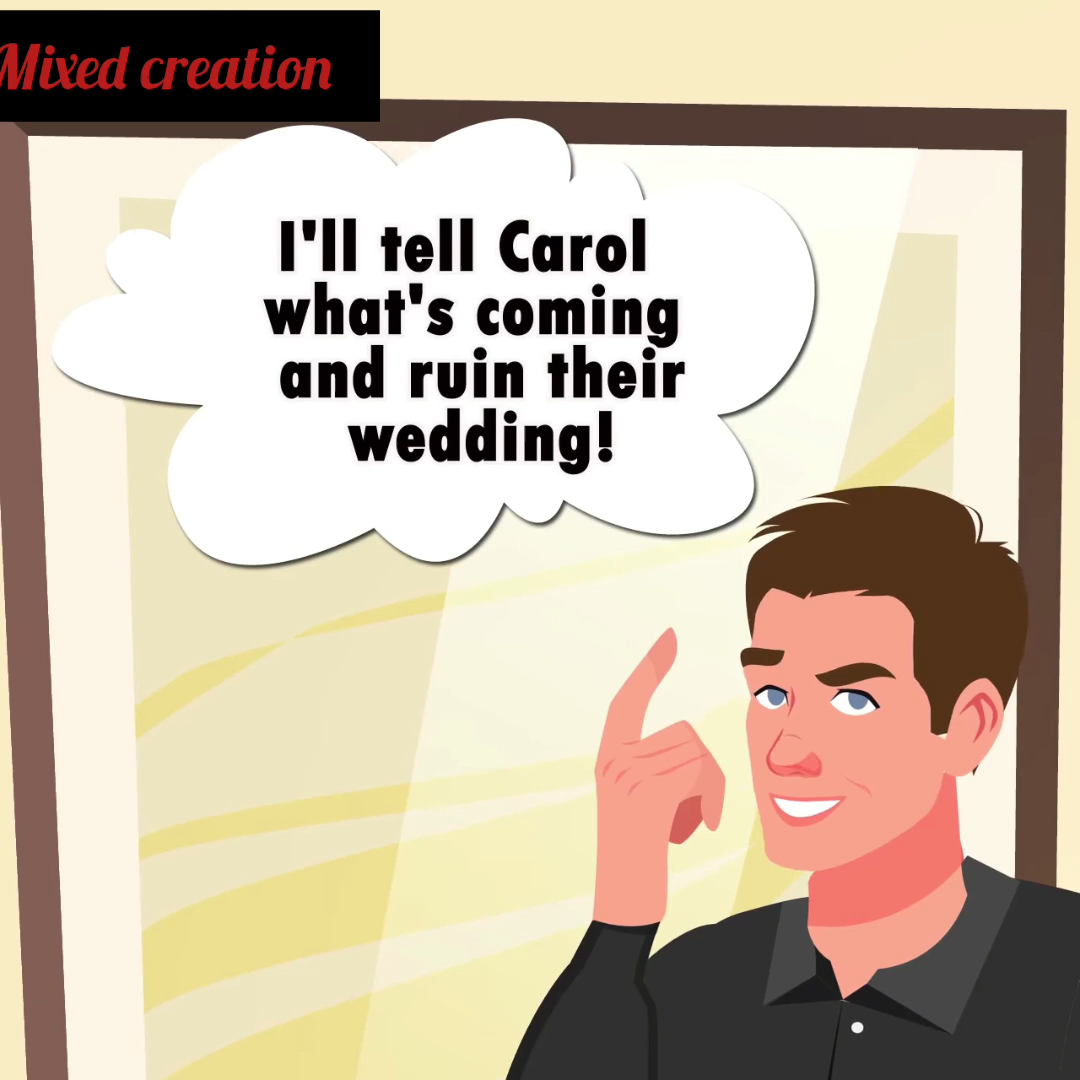 Mixed creation
I'll tell Carol
what's coming
and ruin their
wedding!